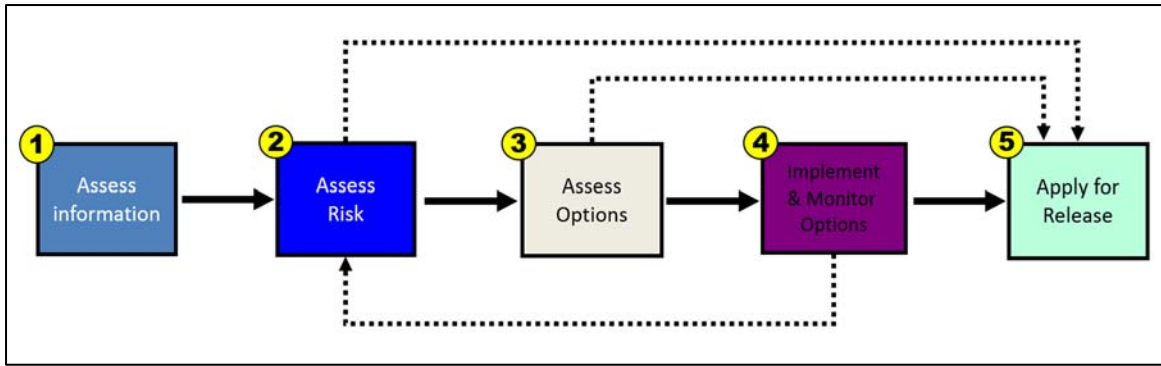 1
Assess
information
2
Assess
Risk
3
Assess
Options
4
Implement
& Monitor
Options
5
Apply for
Release